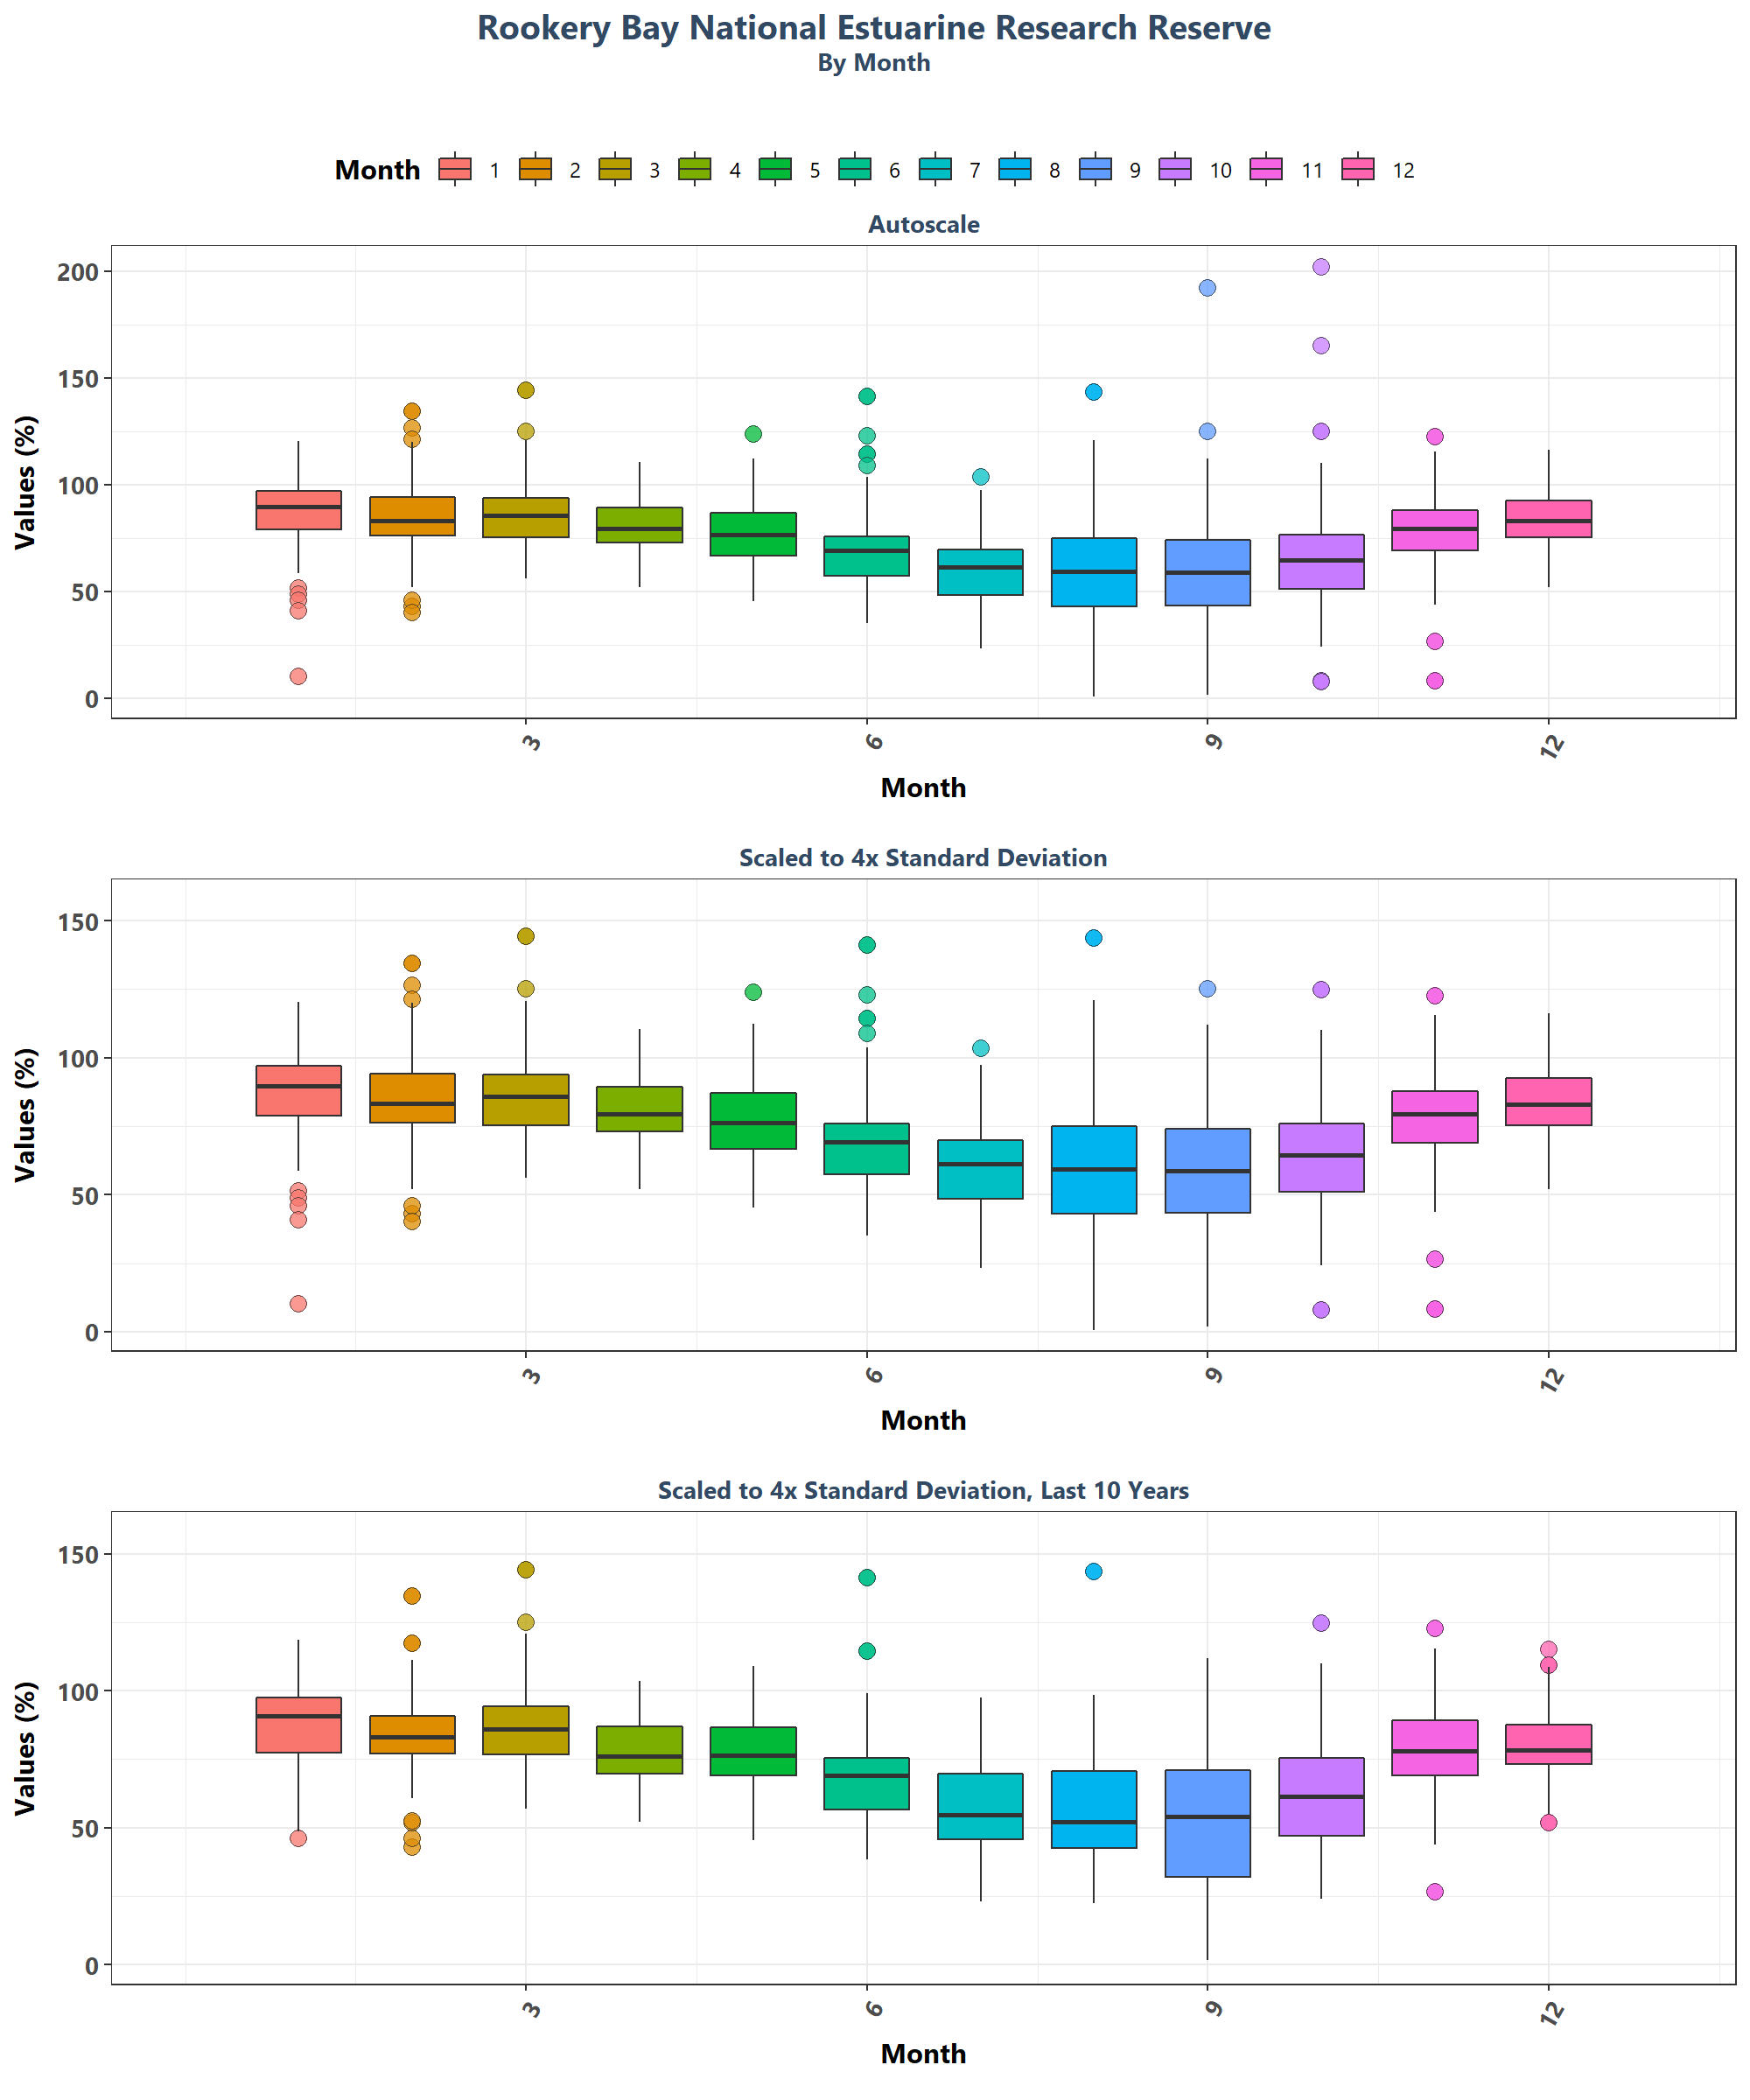 Rookery Bay National Estuarine Research Reserve
By Month
Month 1 2 3 4 5 6 7 8 9 10 11 12
Autoscale
Values (%)
200
150
100
50
0
3 6 9 12
Month
Scaled to 4x Standard Deviation
Values (%)
150
100
50
0
3 6 9 12
Month
Scaled to 4x Standard Deviation, Last 10 Years
Values (%)
150
100
50
0
3 6 9 12
Month